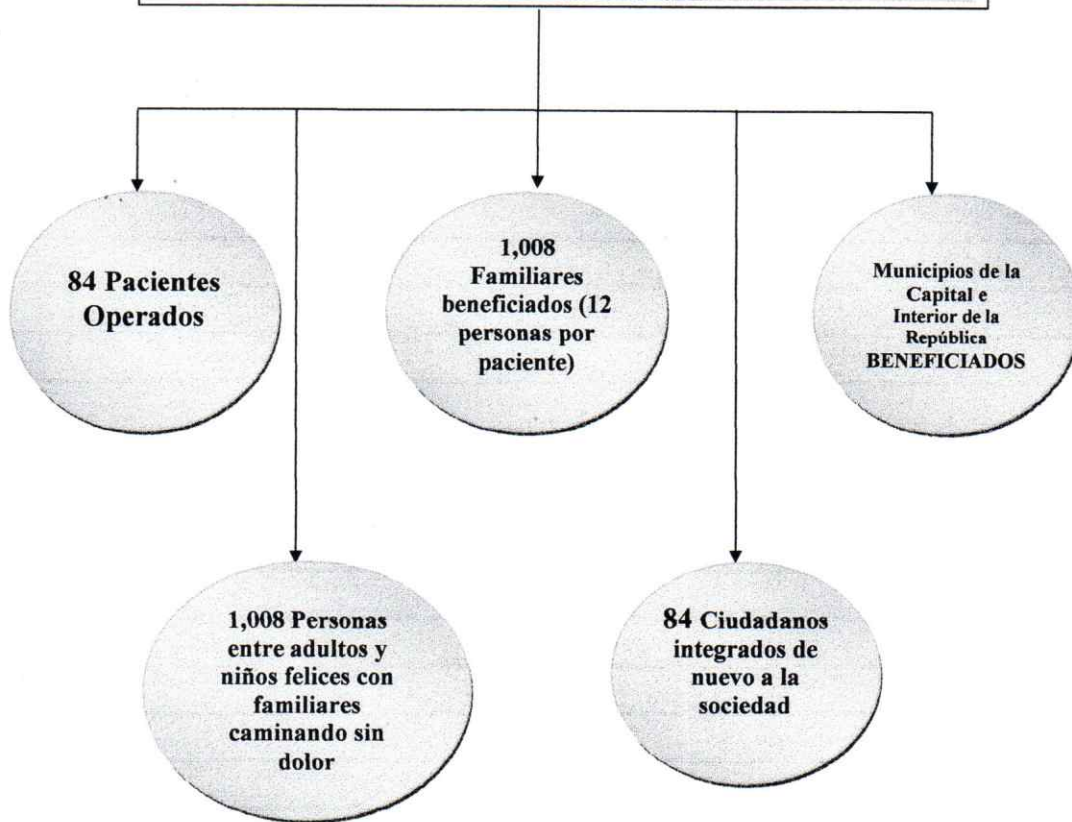 84 Pacientes
Operados
1,008
Familiares
beneficiados (12
personas por
paciente)
Municipios de la
Capital e
Interior de la
República
BENEFICIADOS
1,008 Personas
entre adultos y
niños felices con
familiares
caminando sin
dolor
84 Ciudadanos
integrados de
nuevo a la
sociedad